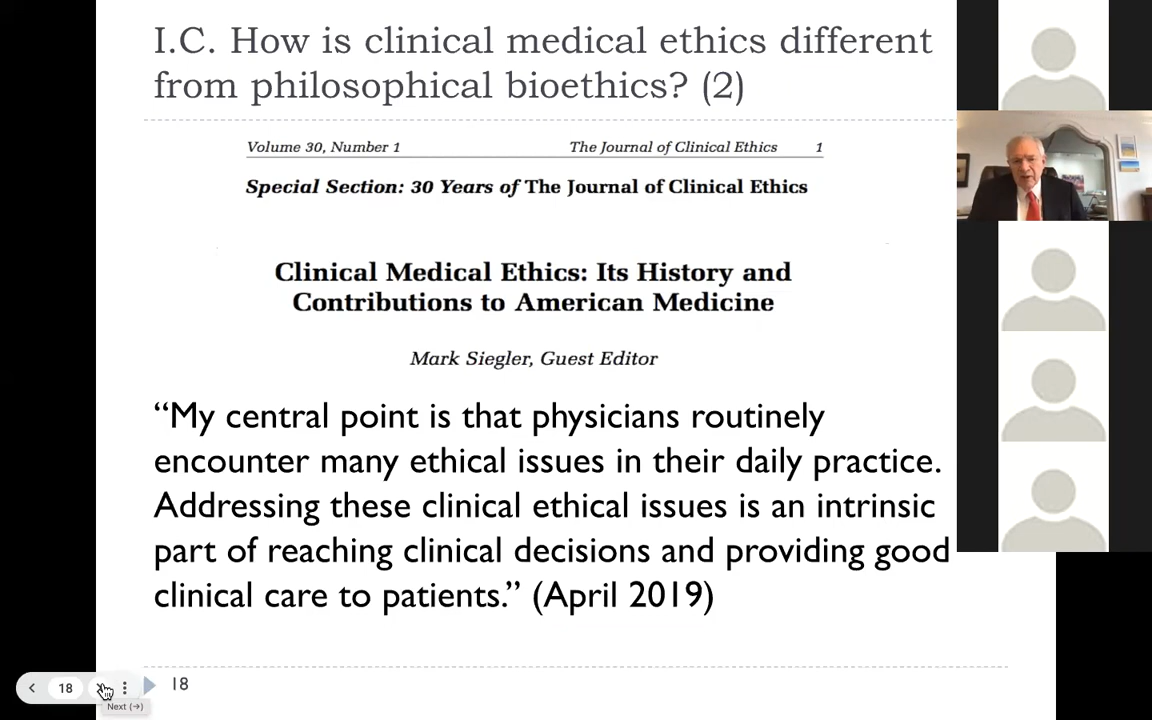 I.C. How is clinical medical ethics different
from philosophical bioethics? (2)
Volume 30, Number 1 The Journal of Clinical Ethics 1
Special Section: 30 Years of The Journal of Clinical Ethics
Clinical Medical Ethics: Its History and
Contributions to American Medicine
Mark Siegler, Guest Editor
“My central point is that physicians routinely
encounter many ethical issues in their daily practice.
Addressing these clinical ethical issues is an intrinsic
part of reaching clinical decisions and providing good
clinical care to patients.” (April 2019)
18
18
Next (→)